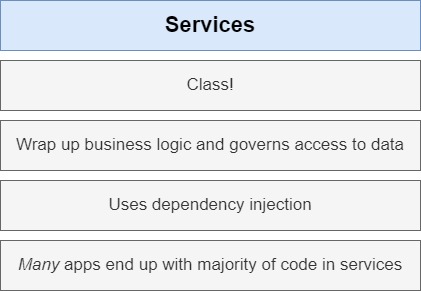 Services
Class!
Wrap up business logic and governs access to data
Uses dependency injection
Many apps end up with majority of code in services